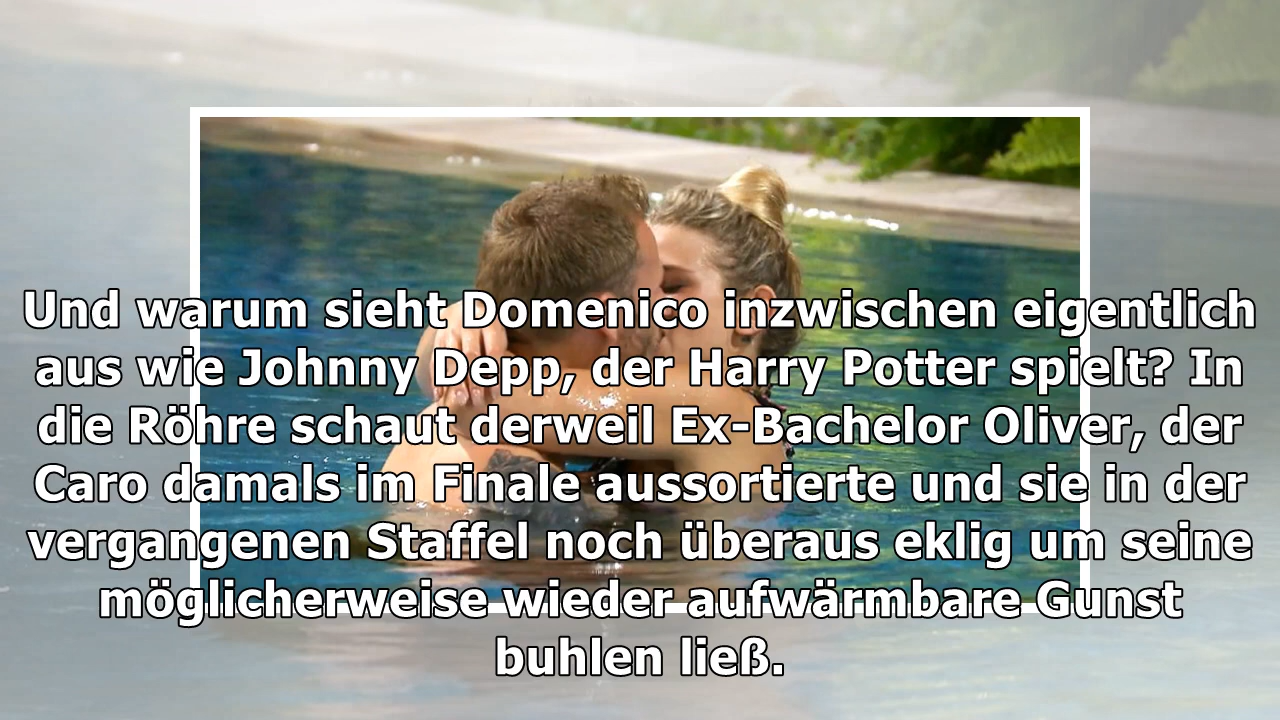 Und warum sieht Domenico inzwischen eigentlich
aus wie Johnny Depp, der Harry Potter spielt? In
die Röhre schaut derweil Ex-Bachelor Oliver, der
Caro damals im Finale aussortierte und sie in der
vergangenen Staffel noch überaus eklig um seine
möglicherweise wieder aufwärmbare Gunst
buhlen ließ.